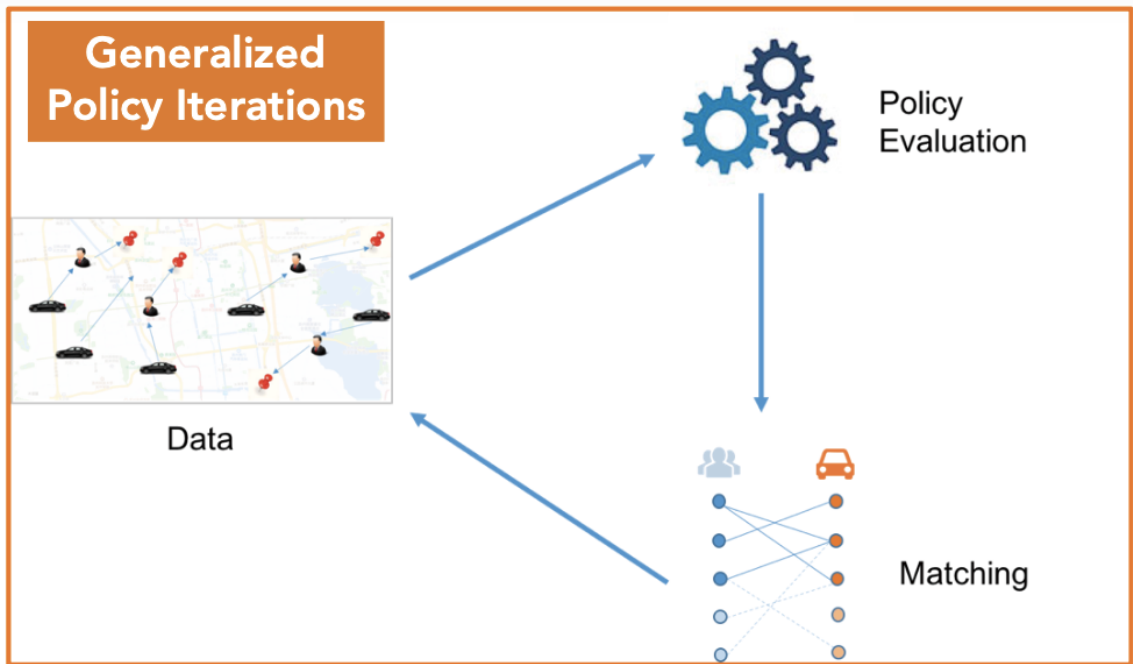 Generalized
Policy Iterations
Policy
Evaluation
Data
Matching